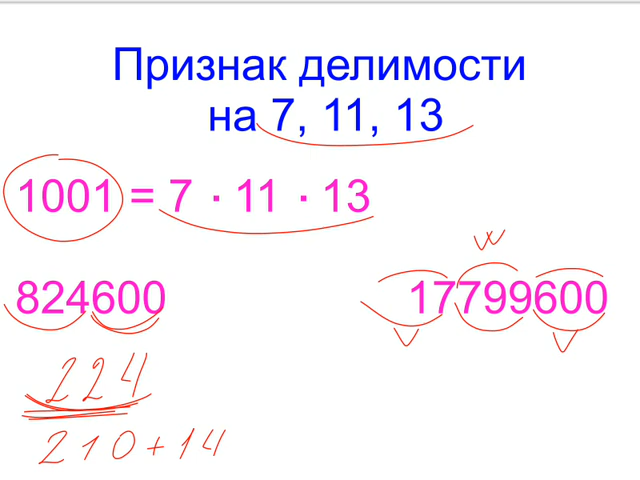 Признак делимости
на 7, 11, 13
1001 = 7 · 11 · 13
824600 17799600
224
210+14